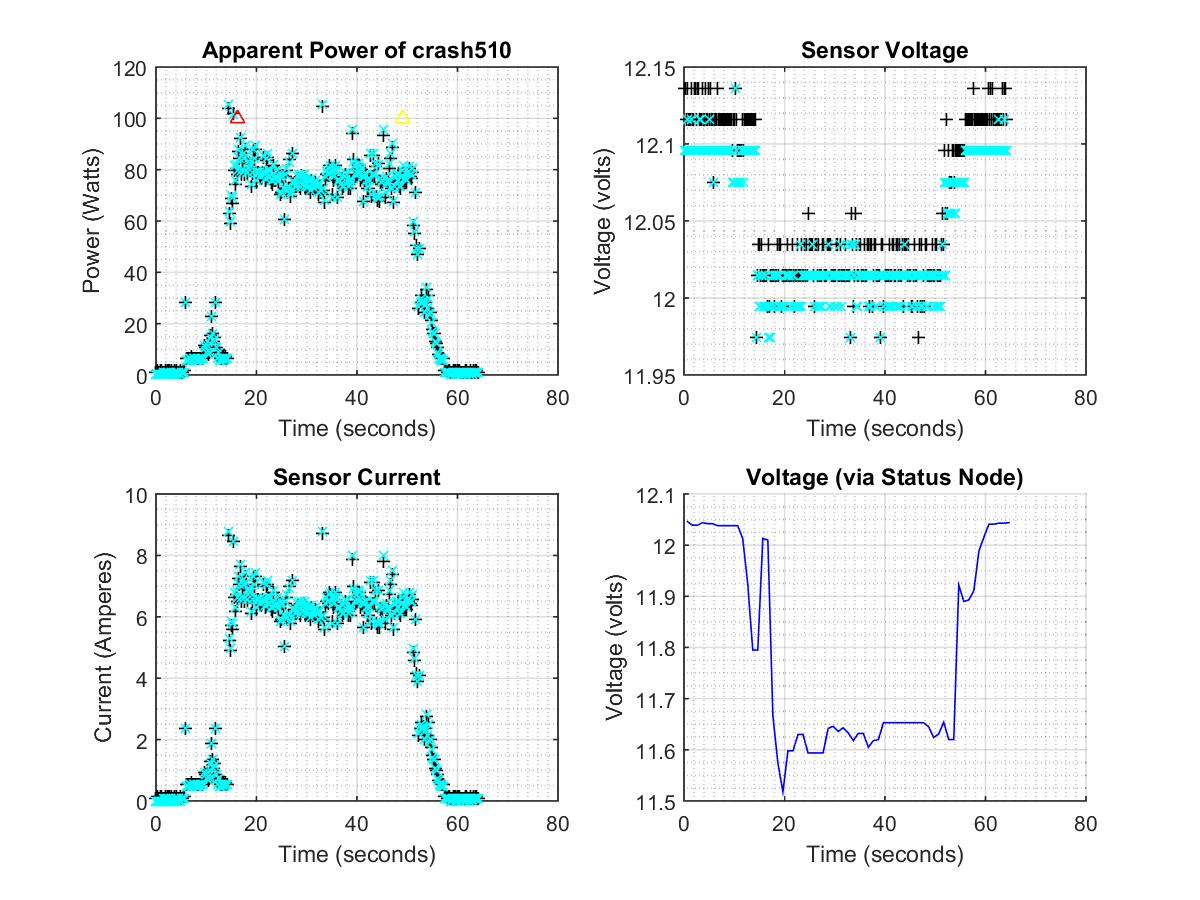 Apparent Power of crash510
120
100
80
60
40
20
0
Power (Watts)
0 20 40 60 80
Time (seconds)
Sensor Voltage
12.15
12.1
12.05
12
11.95
Voltage (volts)
0 20 40 60 80
Time (seconds)
Sensor Current
10
8
6
4
2
0
Current (Amperes)
0 20 40 60 80
Time (seconds)
Voltage (via Status Node)
12.1
12
11.9
11.8
11.7
11.6
11.5
Voltage (volts)
0 20 40 60 80
Time (seconds)